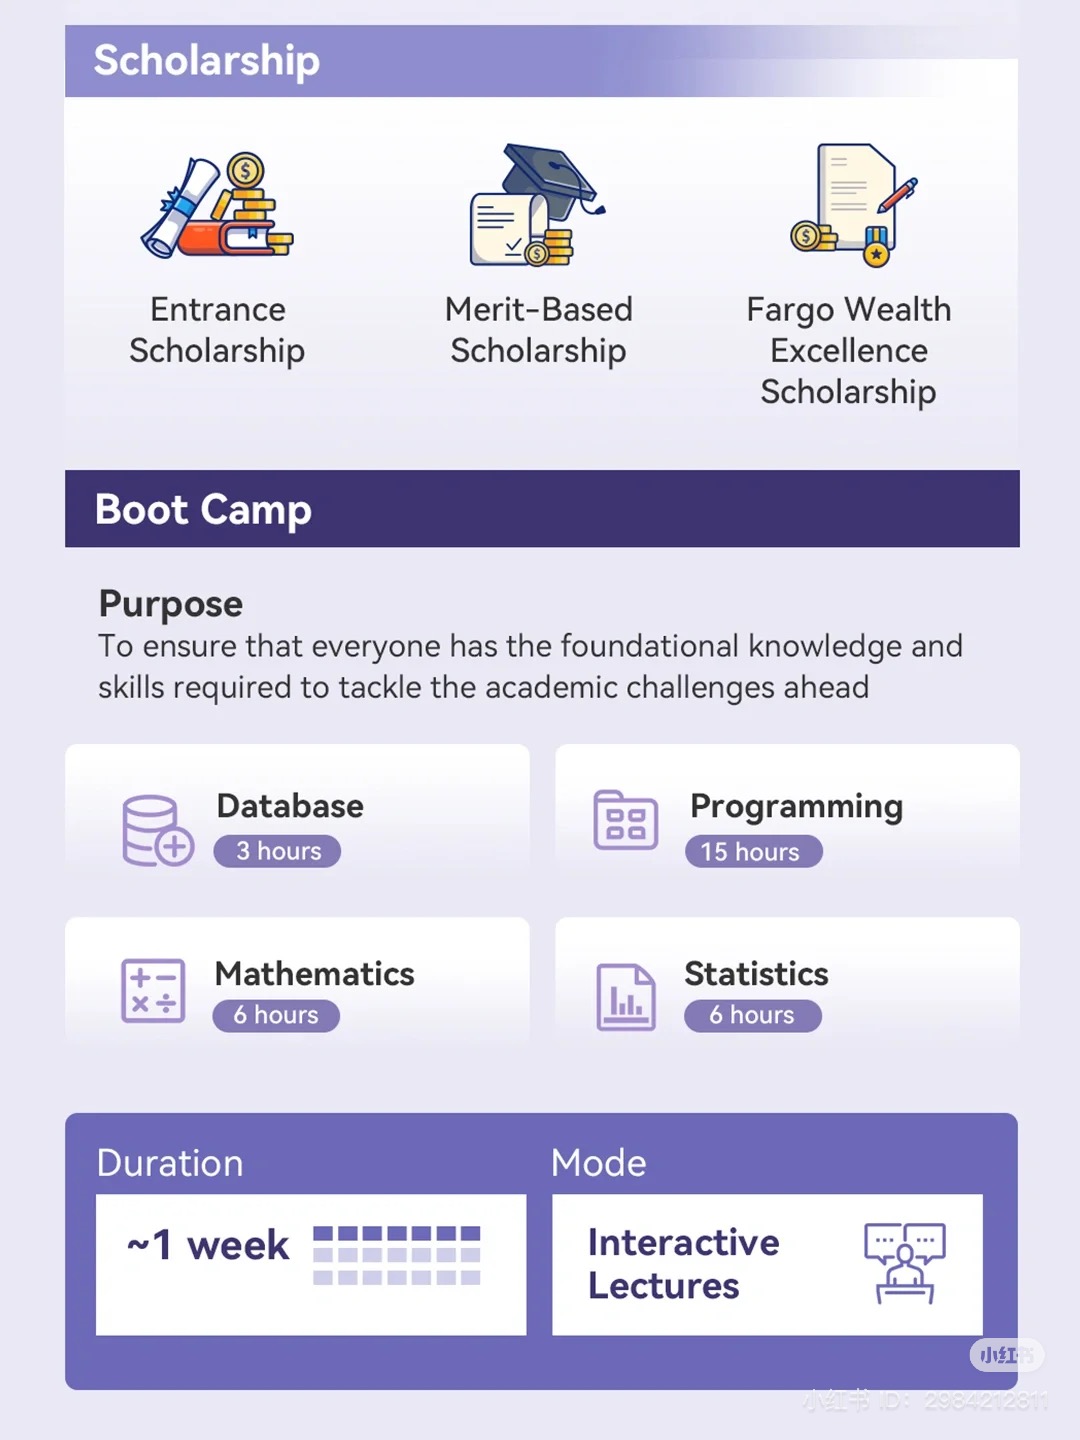 Scholarship
Entrance
Scholarship
Merit-Based
Scholarship
Fargo Wealth
Excellence
Scholarship
Boot Camp
Purpose
To ensure that everyone has the foundational knowledge and
skills required to tackle the academic challenges ahead
Database
3 hours
Programming
15 hours
Mathematics
6 hours
Statistics
6 hours
Duration
~1 week
Mode
Interactive
Lectures
小红书
小红书 ID: 2984212811